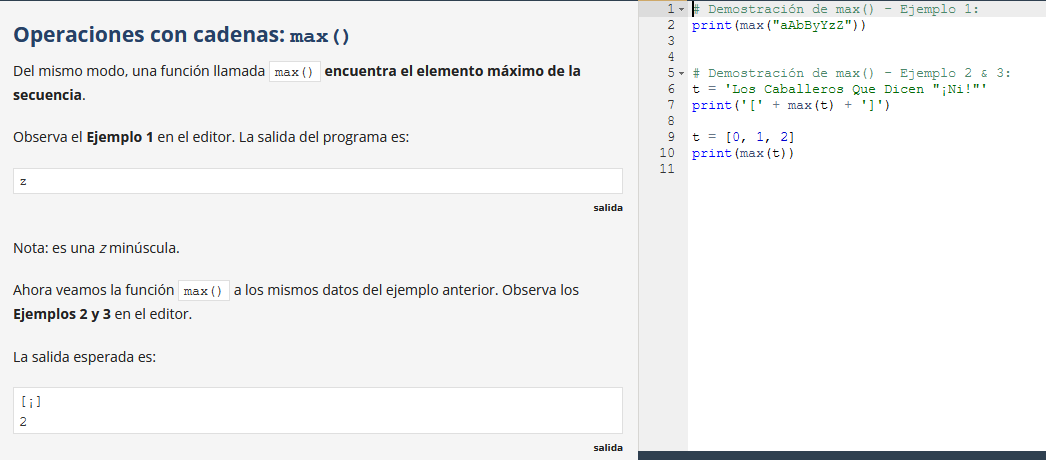 Operaciones con cadenas: max()
Del mismo modo, una función llamada max() encuentra el elemento máximo de la
secuencia.
Observa el Ejemplo 1 en el editor. La salida del programa es:
z
salida
Nota: es una z minúscula.
Ahora veamos la función max() a los mismos datos del ejemplo anterior. Observa los
Ejemplos 2 y 3 en el editor.
La salida esperada es:
[¡]
2
salida
1 # Demostración de max() - Ejemplo 1:
2 print(max("aAbByYzZ"))
3
4
5 # Demostración de max() - Ejemplo 2 & 3:
6 t = 'Los Caballeros Que Dicen "¡Ni!"'
7 print('[' + max(t) + ']')
8
9 t = [0, 1, 2]
10 print(max(t))
11